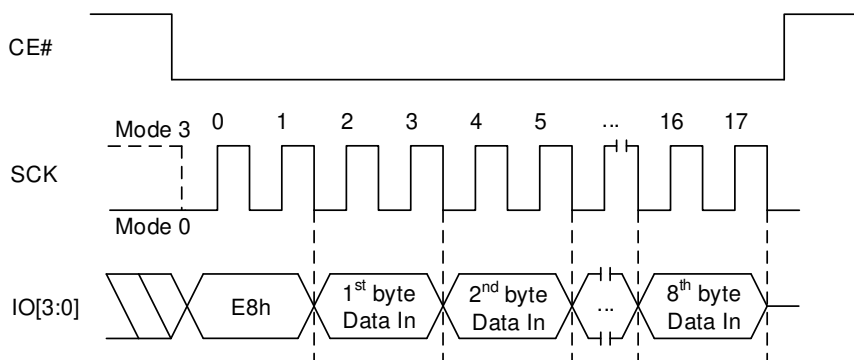 CE#
Mode 3 0 1 2 3 4 5 ... 16 17
SCK
Mode 0
IO[3:0] E8h 1st byte Data In 2nd byte Data In ... 8th byte Data In